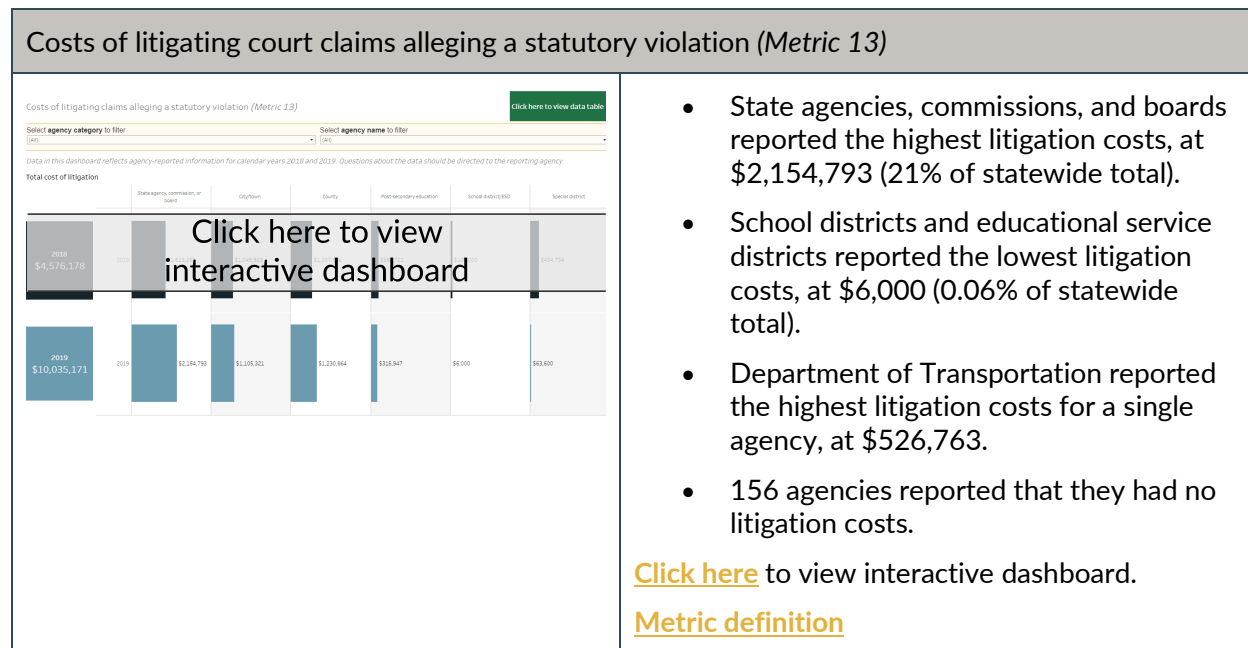 Costs of litigating court claims alleging a statutory violation (Metric 13)
Costs of litigating claims alleging a statutory violation (Metric 13)
Click here to view data table
Select agency category to filter
Select agency name to filter
(All)
(All)
Data in this dashboard reflects agency-reported information for calendar years 2018 and 2019. Questions about the data should be directed to the reporting agency.
Total cost of litigation
State agency, commission, or
board
City/town
County
Post-secondary education
School district/ESD
Special district
Click here to view
interactive dashboard
2018
$4,576,178
2018
2019
$10,035,171
2019
$2,154,793
$1,105,321
$1,230,864
$315,947
$6,000
$63,600
• State agencies, commissions, and boards
reported the highest litigation costs, at
$2,154,793 (21% of statewide total).
• School districts and educational service
districts reported the lowest litigation
costs, at $6,000 (0.06% of statewide
total).
• Department of Transportation reported
the highest litigation costs for a single
agency, at $526,763.
• 156 agencies reported that they had no
litigation costs.
Click here to view interactive dashboard.
Metric definition